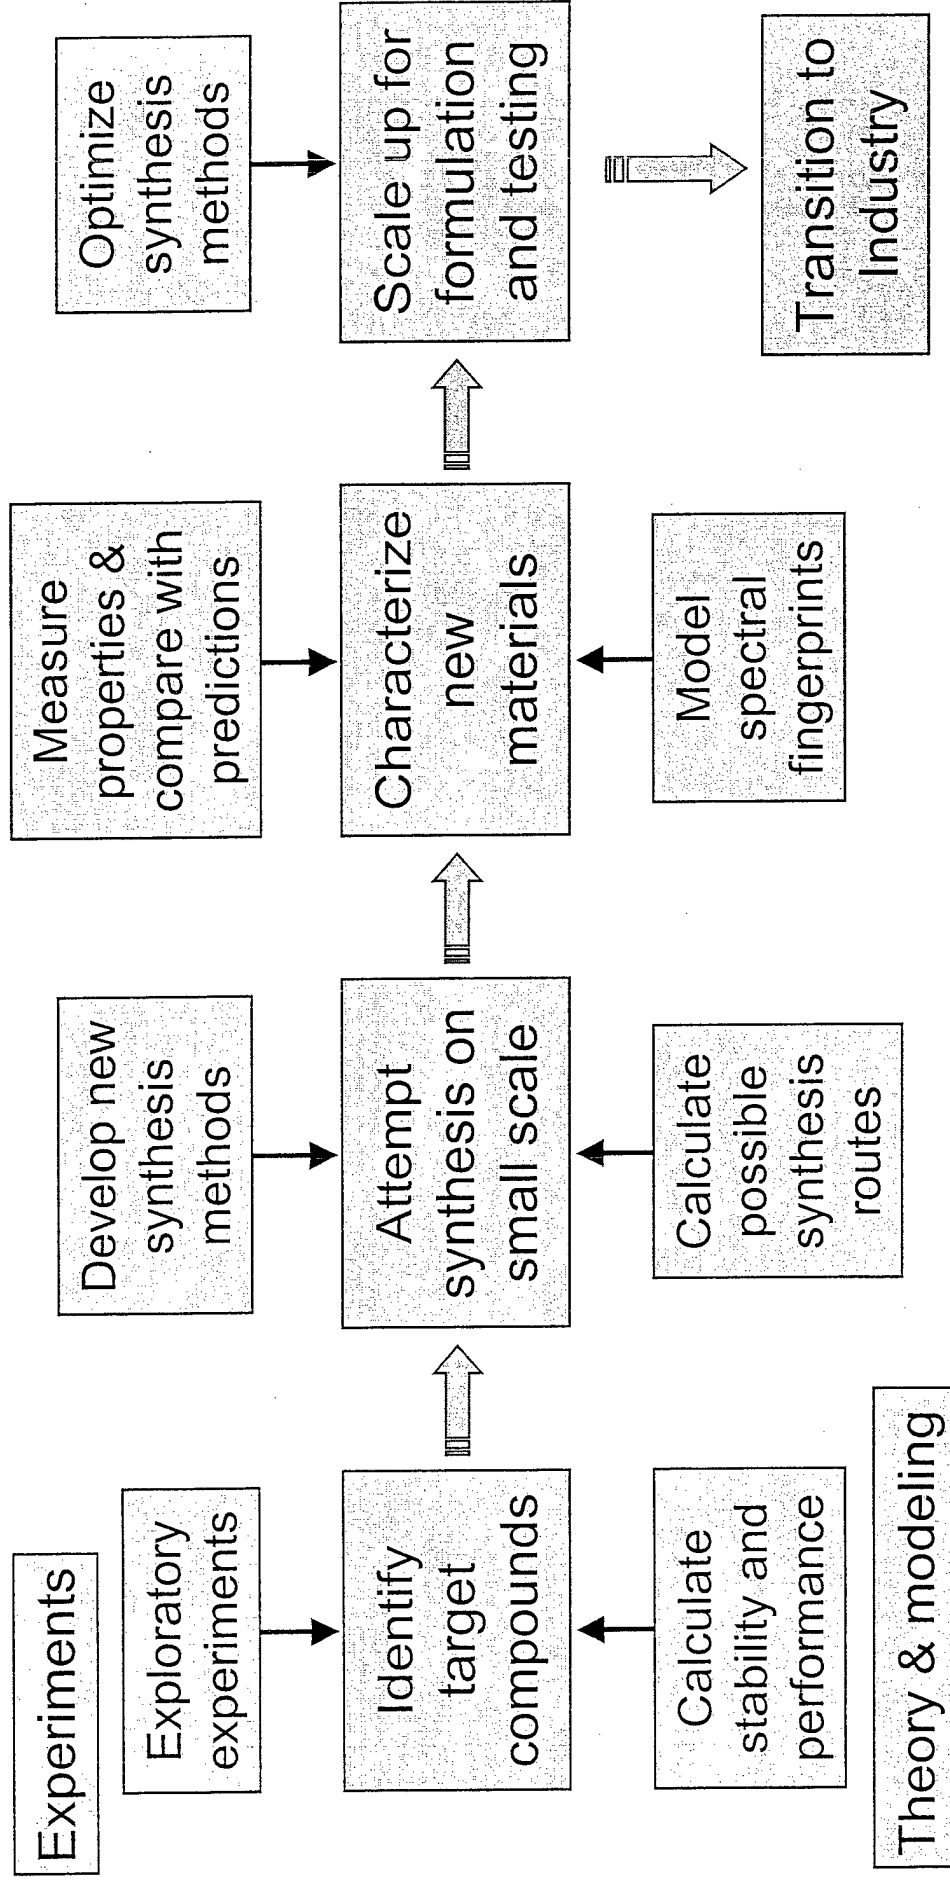 Experiments
Exploratory
experiments
Develop new
synthesis
methods
Measure
properties &
compare with
predictions
Optimize
synthesis
methods
Identify
target
compounds
Attempt
synthesis on
small scale
Characterize
new
materials
Scale up for
formulation
and testing
Calculate
stability and
performance
Calculate
possible
synthesis
routes
Model
spectral
fingerprints
Transition to
Industry
Theory & modeling